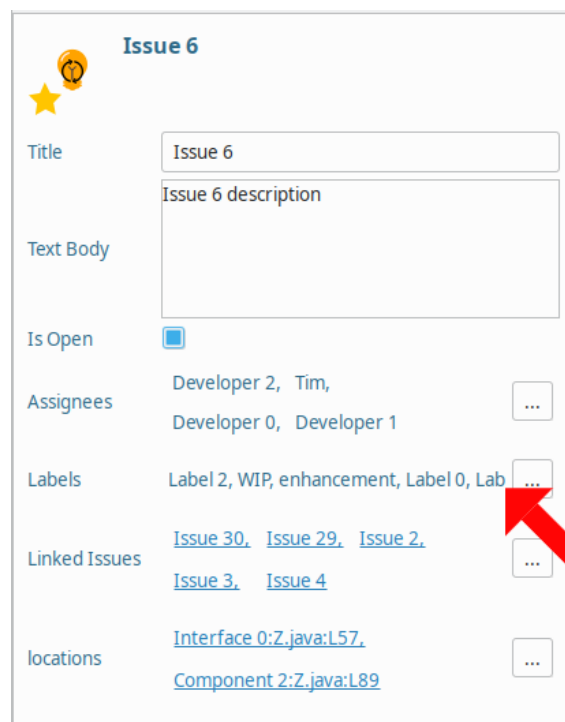 Issue 6
Title
Issue 6
Text Body
Issue 6 description
Is Open
Assignees
Developer 2, Tim,
Developer 0, Developer 1
...
Labels
Label 2, WIP, enhancement, Label 0, Lab
...
Linked Issues
Issue 30, Issue 29, Issue 2,
Issue 3, Issue 4
...
locations
Interface 0:Z.java:L57,
Component 2:Z.java:L89
...